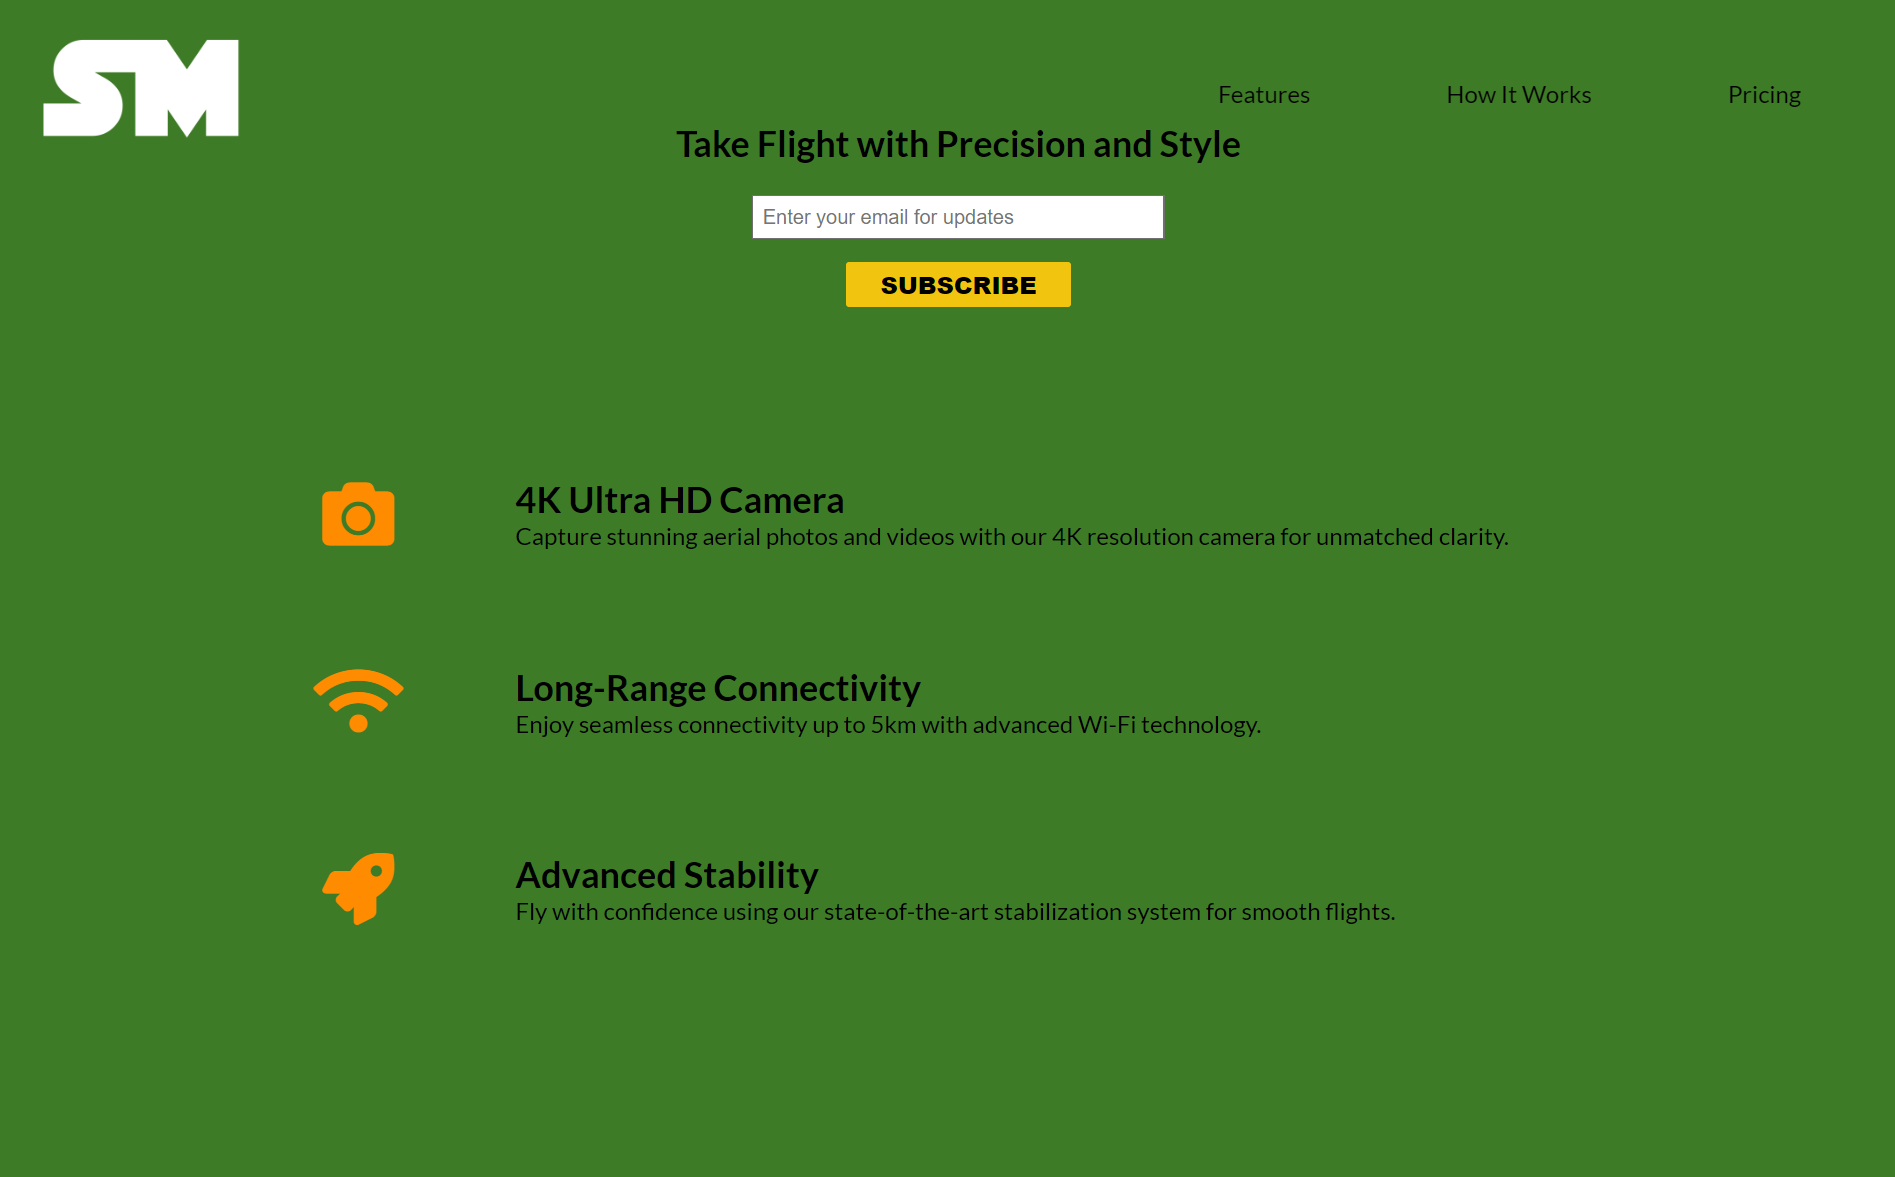 SM
Features
How It Works
Pricing
Take Flight with Precision and Style
Enter your email for updates
SUBSCRIBE
4K Ultra HD Camera
Capture stunning aerial photos and videos with our 4K resolution camera for unmatched clarity.
Long-Range Connectivity
Enjoy seamless connectivity up to 5km with advanced Wi-Fi technology.
Advanced Stability
Fly with confidence using our state-of-the-art stabilization system for smooth flights.